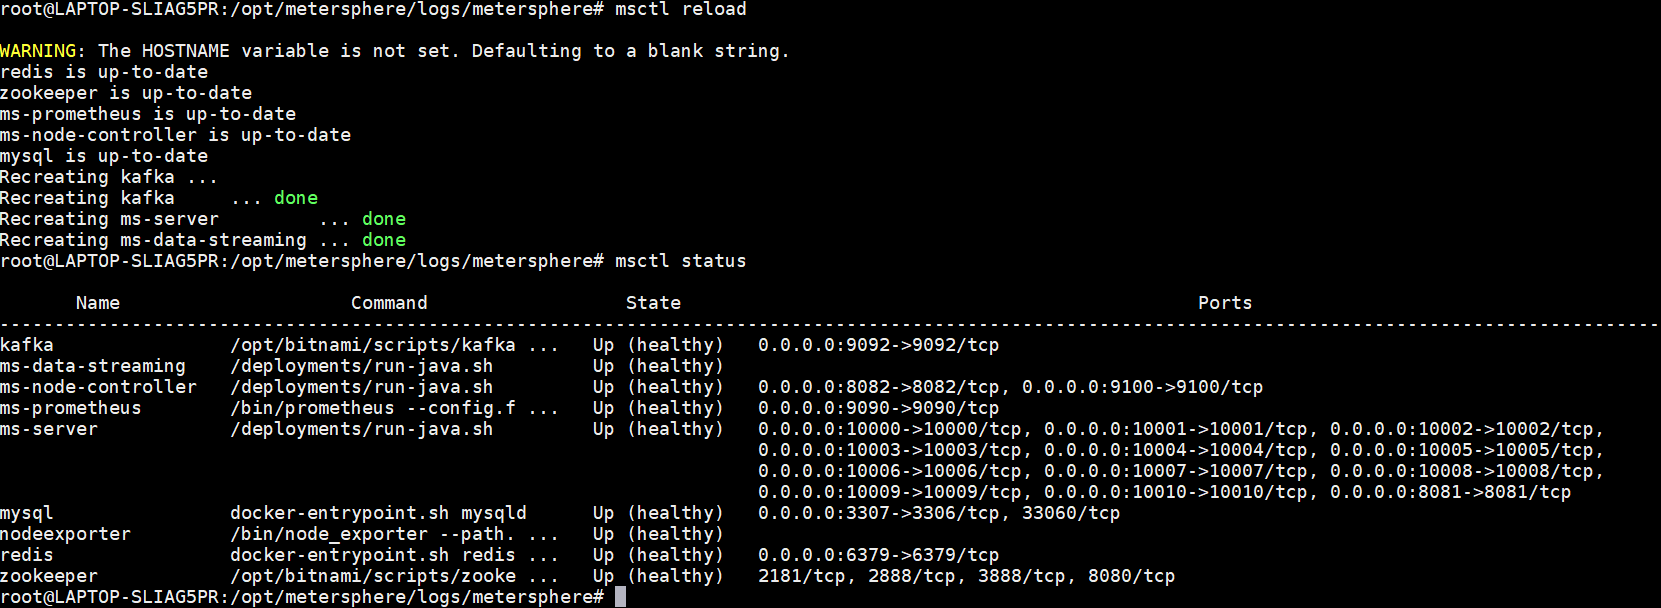 root@LAPTOP-SLIAG5PR:/opt/metersphere/logs/metersphere# msctl reload
WARNING: The HOSTNAME variable is not set. Defaulting to a blank string.
redis is up-to-date
zookeeper is up-to-date
ms-prometheus is up-to-date
ms-node-controller is up-to-date
mysql is up-to-date
Recreating kafka ...
Recreating kafka     ... done
Recreating ms-server         ... done
Recreating ms-data-streaming ... done
root@LAPTOP-SLIAG5PR:/opt/metersphere/logs/metersphere# msctl status
       Name                     Command                  State                                               Ports
-------------------------------------------------------------------------------------------------------------------------------------------------------
kafka                /opt/bitnami/scripts/kafka ...   Up (healthy)   0.0.0.0:9092->9092/tcp
ms-data-streaming    /deployments/run-java.sh         Up (healthy)
ms-node-controller   /deployments/run-java.sh         Up (healthy)   0.0.0.0:8082->8082/tcp, 0.0.0.0:9100->9100/tcp
ms-prometheus        /bin/prometheus --config.f ...   Up (healthy)   0.0.0.0:9090->9090/tcp
ms-server            /deployments/run-java.sh         Up (healthy)   0.0.0.0:10000->10000/tcp, 0.0.0.0:10001->10001/tcp, 0.0.0.0:10002->10002/tcp,
                                                                     0.0.0.0:10003->10003/tcp, 0.0.0.0:10004->10004/tcp, 0.0.0.0:10005->10005/tcp,
                                                                     0.0.0.0:10006->10006/tcp, 0.0.0.0:10007->10007/tcp, 0.0.0.0:10008->10008/tcp,
                                                                     0.0.0.0:10009->10009/tcp, 0.0.0.0:10010->10010/tcp, 0.0.0.0:8081->8081/tcp
mysql                docker-entrypoint.sh mysqld      Up (healthy)   0.0.0.0:3307->3306/tcp, 33060/tcp
nodeexporter         /bin/node_exporter --path. ...   Up (healthy)
redis                docker-entrypoint.sh redis ...   Up (healthy)   0.0.0.0:6379->6379/tcp
zookeeper            /opt/bitnami/scripts/zooke ...   Up (healthy)   2181/tcp, 2888/tcp, 3888/tcp, 8080/tcp
root@LAPTOP-SLIAG5PR:/opt/metersphere/logs/metersphere#